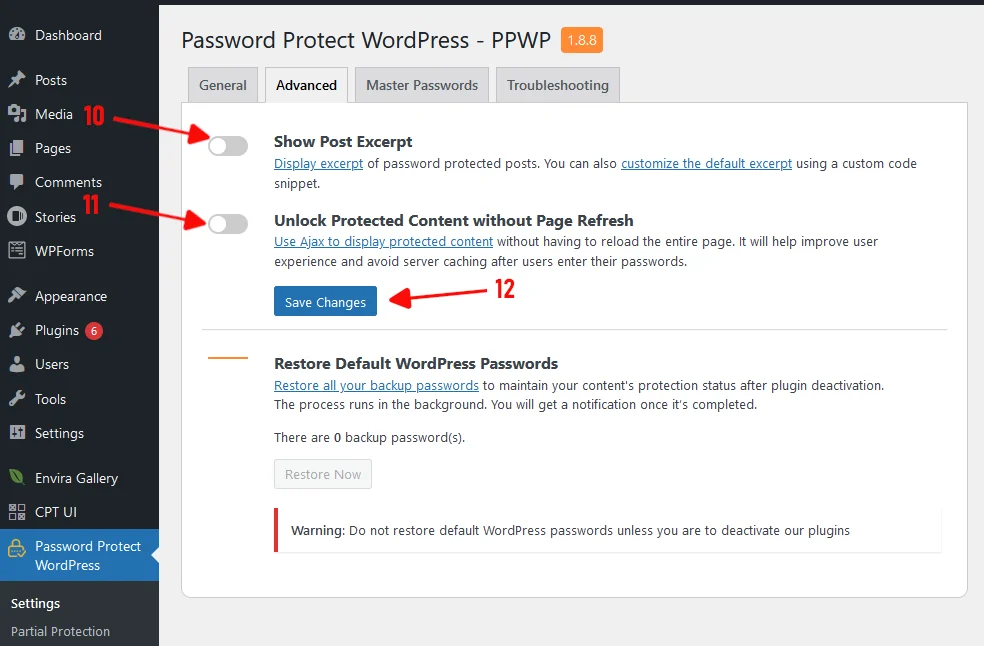 Dashboard
Posts
Media
Pages
Comments
Stories
WPForms
Appearance
Plugins 6
Users
Tools
Settings
Envira Gallery
CPT UI
Password Protect
WordPress
Settings
Partial Protection
Password Protect WordPress - PPWP 1.8.8
General Advanced Master Passwords Troubleshooting
10
Show Post Excerpt
Display excerpt of password protected posts. You can also customize the default excerpt using a custom code
snippet.
11
Unlock Protected Content without Page Refresh
Use Ajax to display protected content without having to reload the entire page. It will help improve user
experience and avoid server caching after users enter their passwords.
Save Changes 12
Restore Default WordPress Passwords
Restore all your backup passwords to maintain your content's protection status after plugin deactivation.
The process runs in the background. You will get a notification once it's completed.
There are 0 backup password(s).
Restore Now
Warning: Do not restore default WordPress passwords unless you are to deactivate our plugins